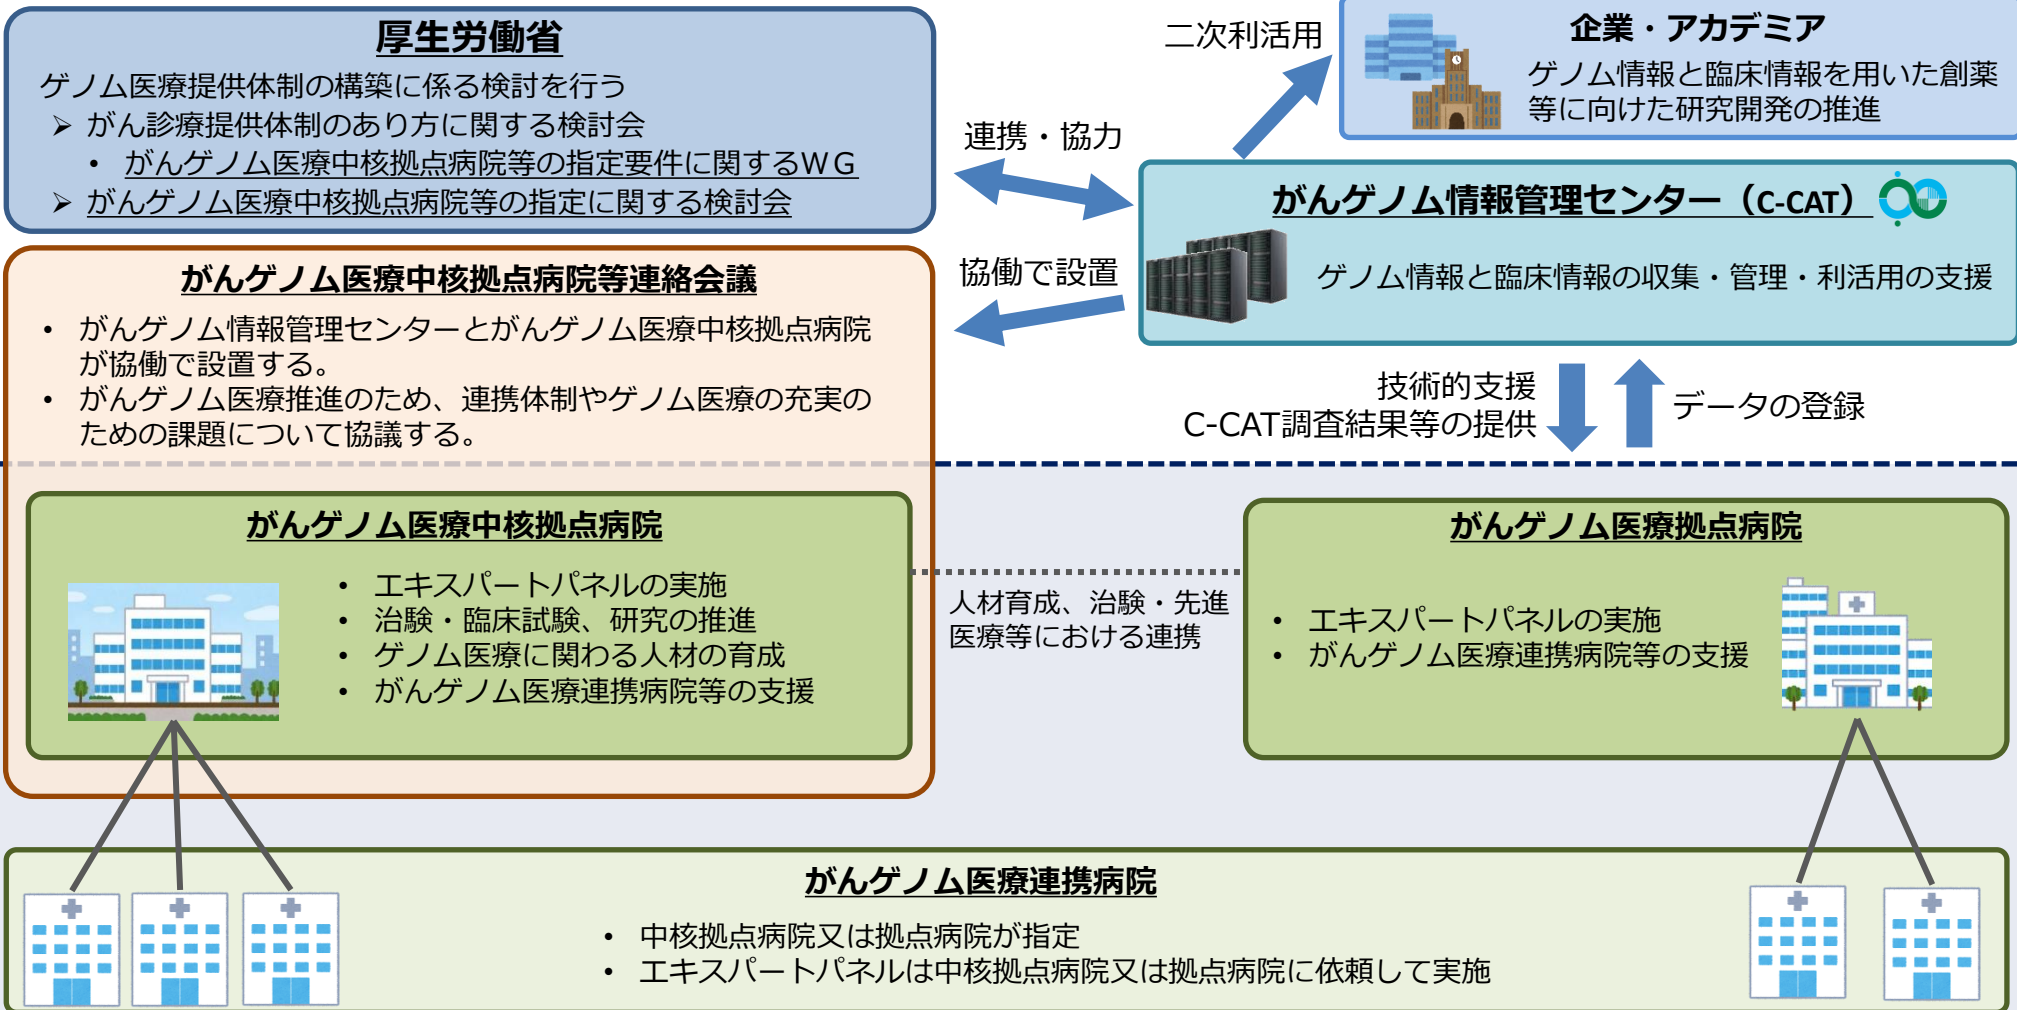 厚生労働省
ゲノム医療提供体制の構築に係る検討を行う
➢ がん診療提供体制のあり方に関する検討会
• がんゲノム医療中核拠点病院等の指定要件に関するＷＧ
➢ がんゲノム医療中核拠点病院等の指定に関する検討会
二次利活用
企業・アカデミア
ゲノム情報と臨床情報を用いた創薬
等に向けた研究開発の推進
連携・協力
がんゲノム情報管理センター（C-CAT）
ゲノム情報と臨床情報の収集・管理・利活用の支援
協働で設置
がんゲノム医療中核拠点病院等連絡会議
• がんゲノム情報管理センターとがんゲノム医療中核拠点病院
が協働で設置する。
• がんゲノム医療推進のため、連携体制やゲノム医療の充実の
ための課題について協議する。
技術的支援
C-CAT調査結果等の提供
データの登録
がんゲノム医療中核拠点病院
• エキスパートパネルの実施
• 治験・臨床試験、研究の推進
• ゲノム医療に関わる人材の育成
• がんゲノム医療連携病院等の支援
人材育成、治験・先進
医療等における連携
がんゲノム医療拠点病院
• エキスパートパネルの実施
• がんゲノム医療連携病院等の支援
がんゲノム医療連携病院
• 中核拠点病院又は拠点病院が指定
• エキスパートパネルは中核拠点病院又は拠点病院に依頼して実施